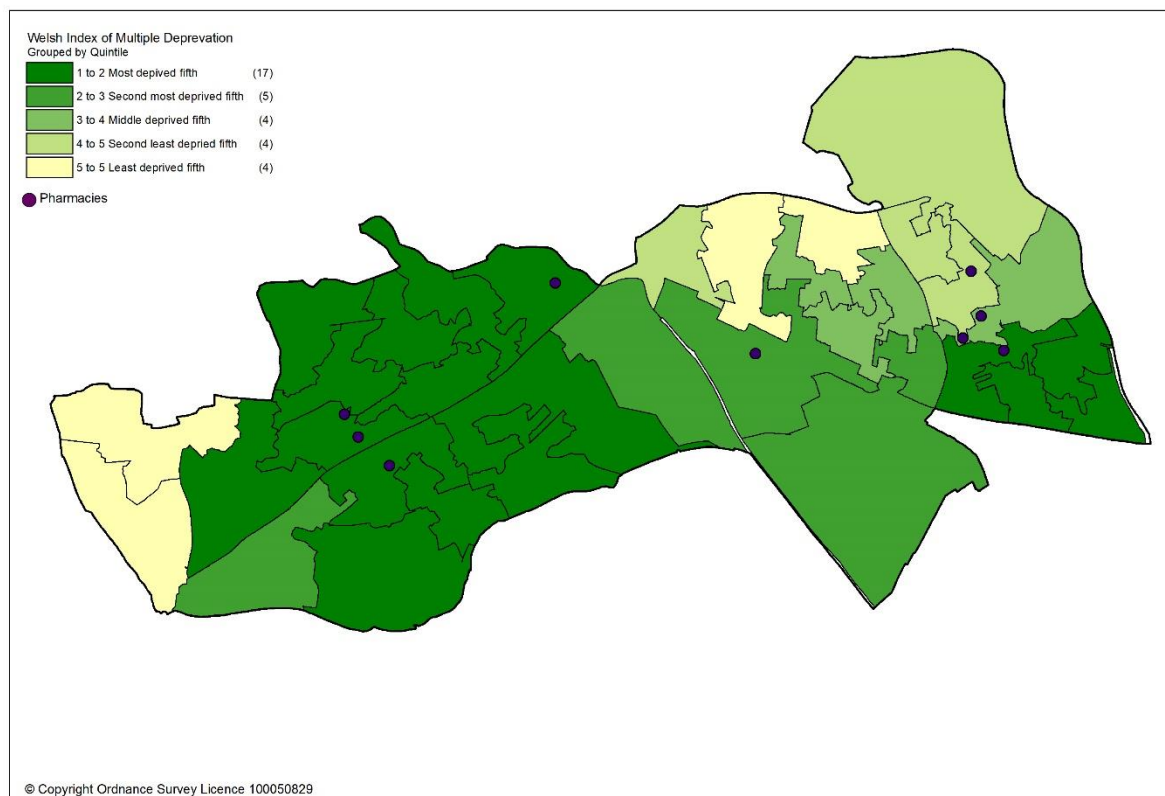 Welsh Index of Multiple Deprevation
Grouped by Quintile
1 to 2 Most depived fifth (17)
2 to 3 Second most deprived fifth (5)
3 to 4 Middle deprived fifth (4)
4 to 5 Second least depried fifth (4)
5 to 5 Least deprived fifth (4)
Pharmacies
© Copyright Ordnance Survey Licence 100050829